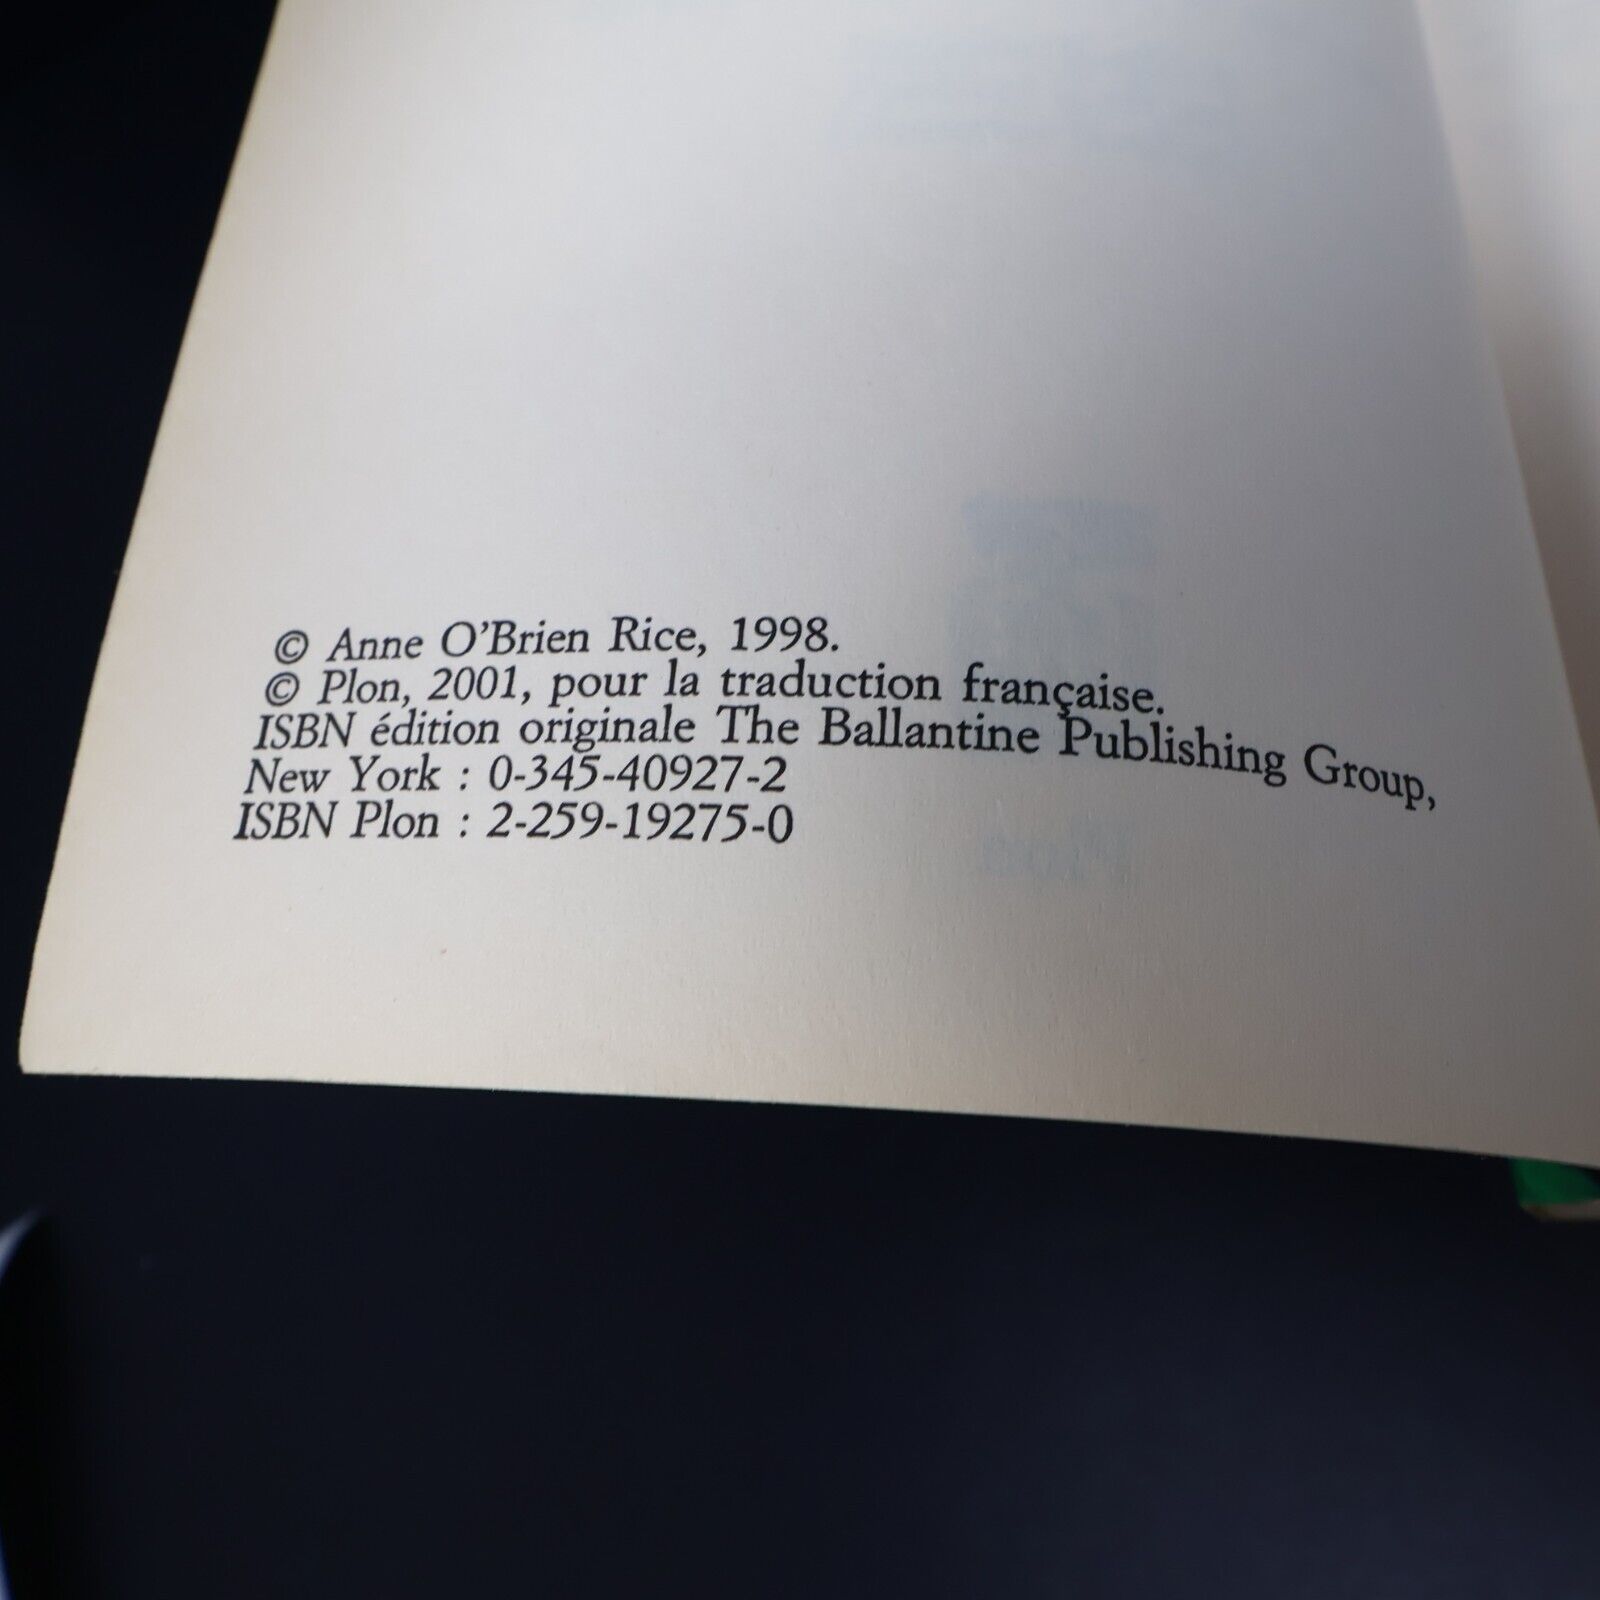 © Anne O'Brien Rice, 1998.
© Plon, 2001, pour la traduction française.
ISBN édition originale The Ballantine Publishing Group,
New York : 0-345-40927-2
ISBN Plon : 2-259-19275-0